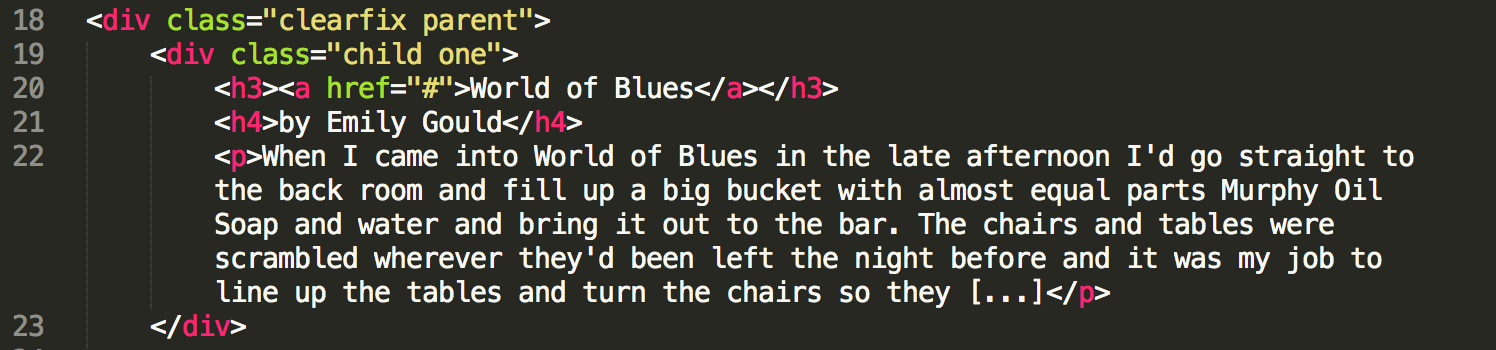 18 <div class="clearfix parent">
19 <div class="child one">
20 <h3><a href="#">World of Blues</a></h3>
21 <h4>by Emily Gould</h4>
22 <p>When I came into World of Blues in the late afternoon I'd go straight to
the back room and fill up a big bucket with almost equal parts Murphy Oil
Soap and water and bring it out to the bar. The chairs and tables were
scrambled wherever they'd been left the night before and it was my job to
line up the tables and turn the chairs so they [...]</p>
23 </div>